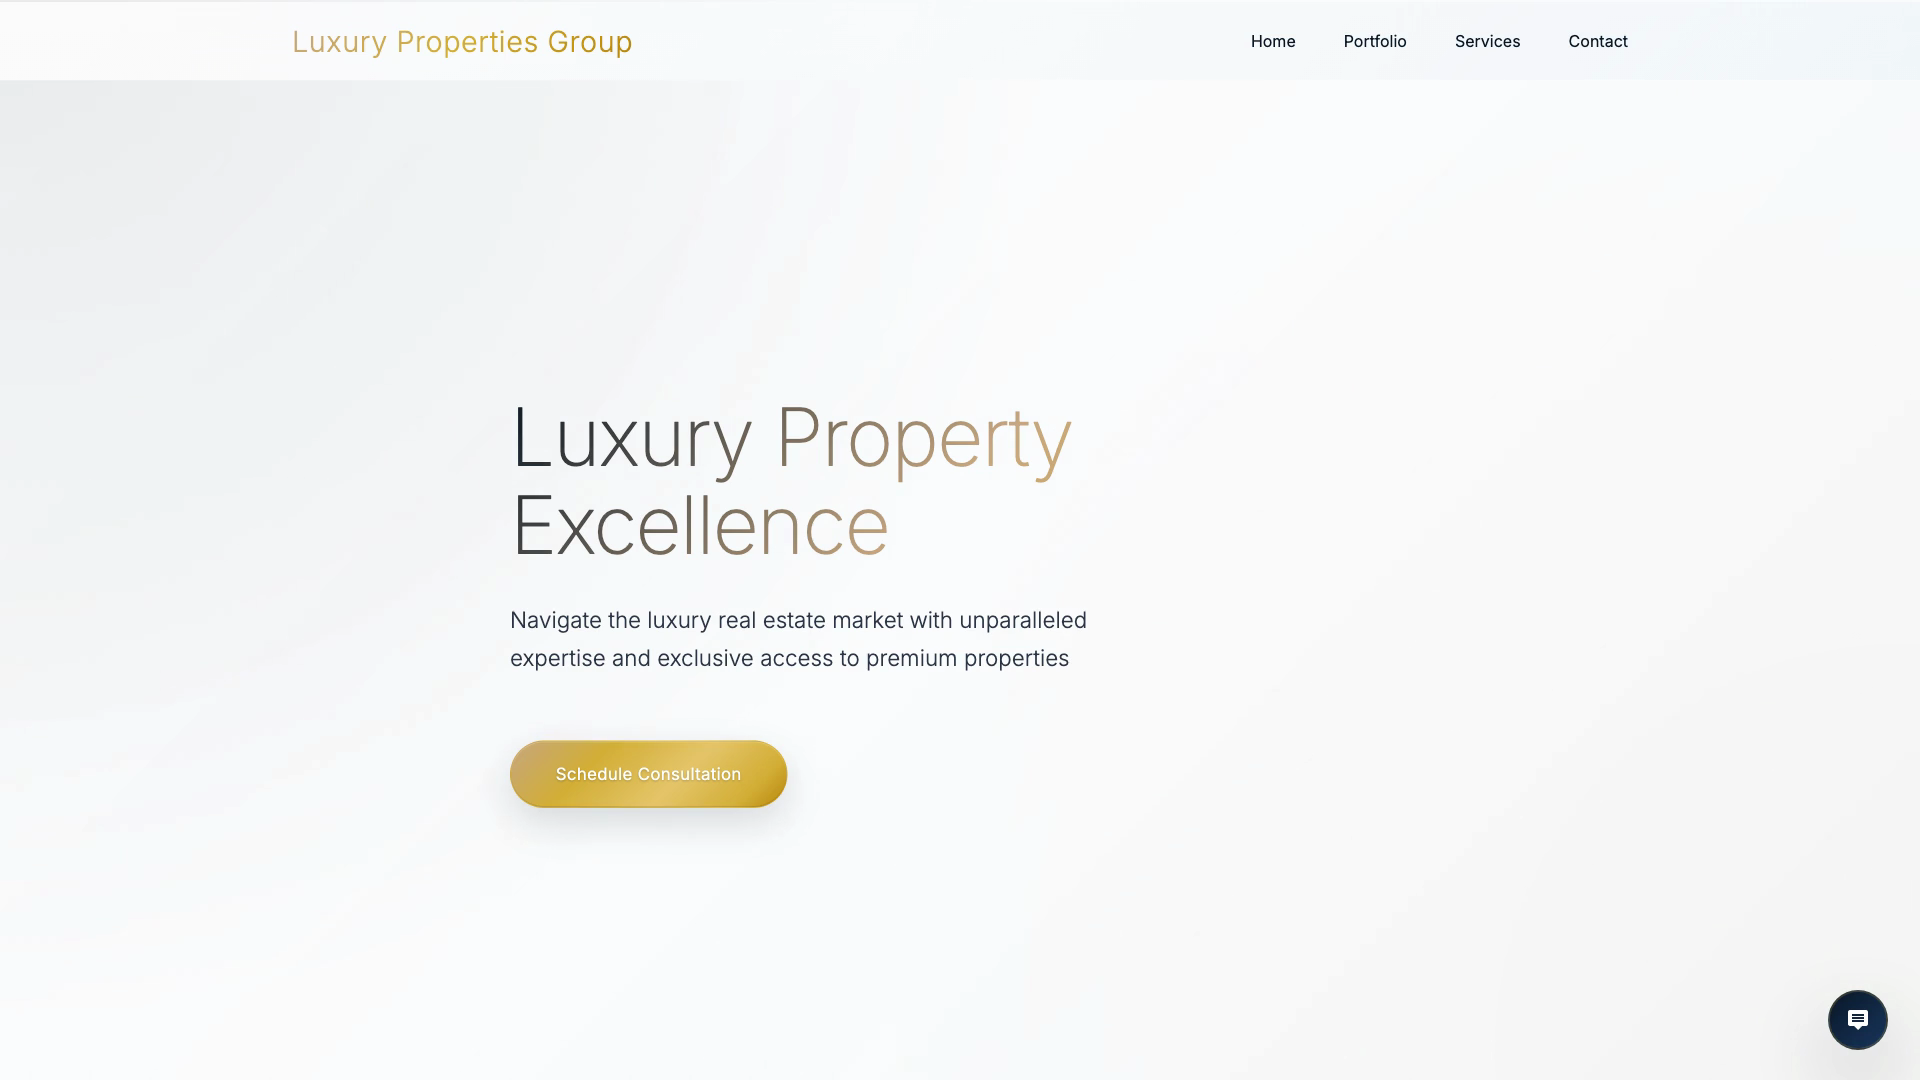 Luxury Properties Group
Home
Portfolio
Services
Contact
Luxury Property
Excellence
Navigate the luxury real estate market with unparalleled
expertise and exclusive access to premium properties
Schedule Consultation